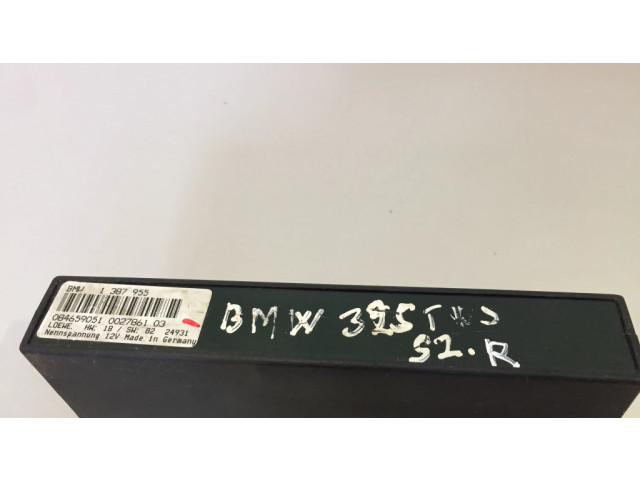 BMW 1 387 955
084659051 0027861 03
LOEWE. HW: 18 / SW: 82 24931
Nennspannung 12V Made in Germany
BMW 325
52.R